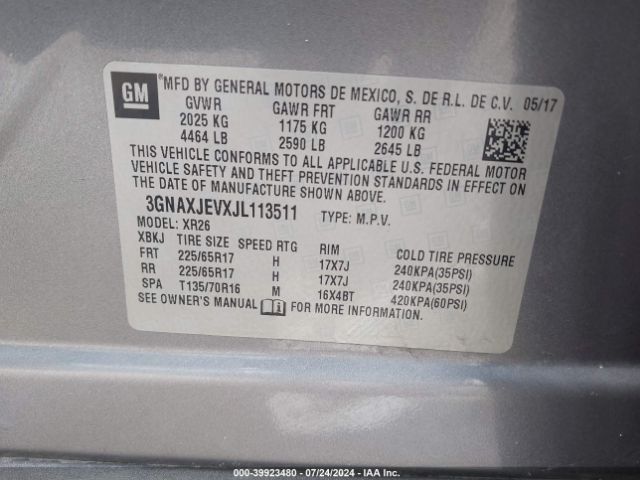 GM
®MFD BY GENERAL MOTORS DE MEXICO, S. DE R.L. DE C.V. 05/17
GVWR GAWR FRT GAWR RR
2025 KG 1175 KG 1200 KG
4464 LB 2590 LB 2645 LB
THIS VEHICLE CONFORMS TO ALL APPLICABLE U.S. FEDERAL MOTOR
VEHICLE SAFETY AND THEFT PREVENTION STANDARDS IN EFFECT ON
THE DATE OF MANUFACTURE SHOWN ABOVE.
3GNAXJEVXJL113511 TYPE: M.P.V.
MODEL: XR26
XBKJ TIRE SIZE SPEED RTG RIM COLD TIRE PRESSURE
FRT 225/65R17 H 17X7J 240KPA(35PSI)
RR 225/65R17 H 17X7J 240KPA(35PSI)
SPA T135/70R16 M 16X4BT 420KPA(60PSI)
SEE OWNER'S MANUAL i FOR MORE INFORMATION.
© IAA - 39923480 - 07/24/2024 - IAA Inc.